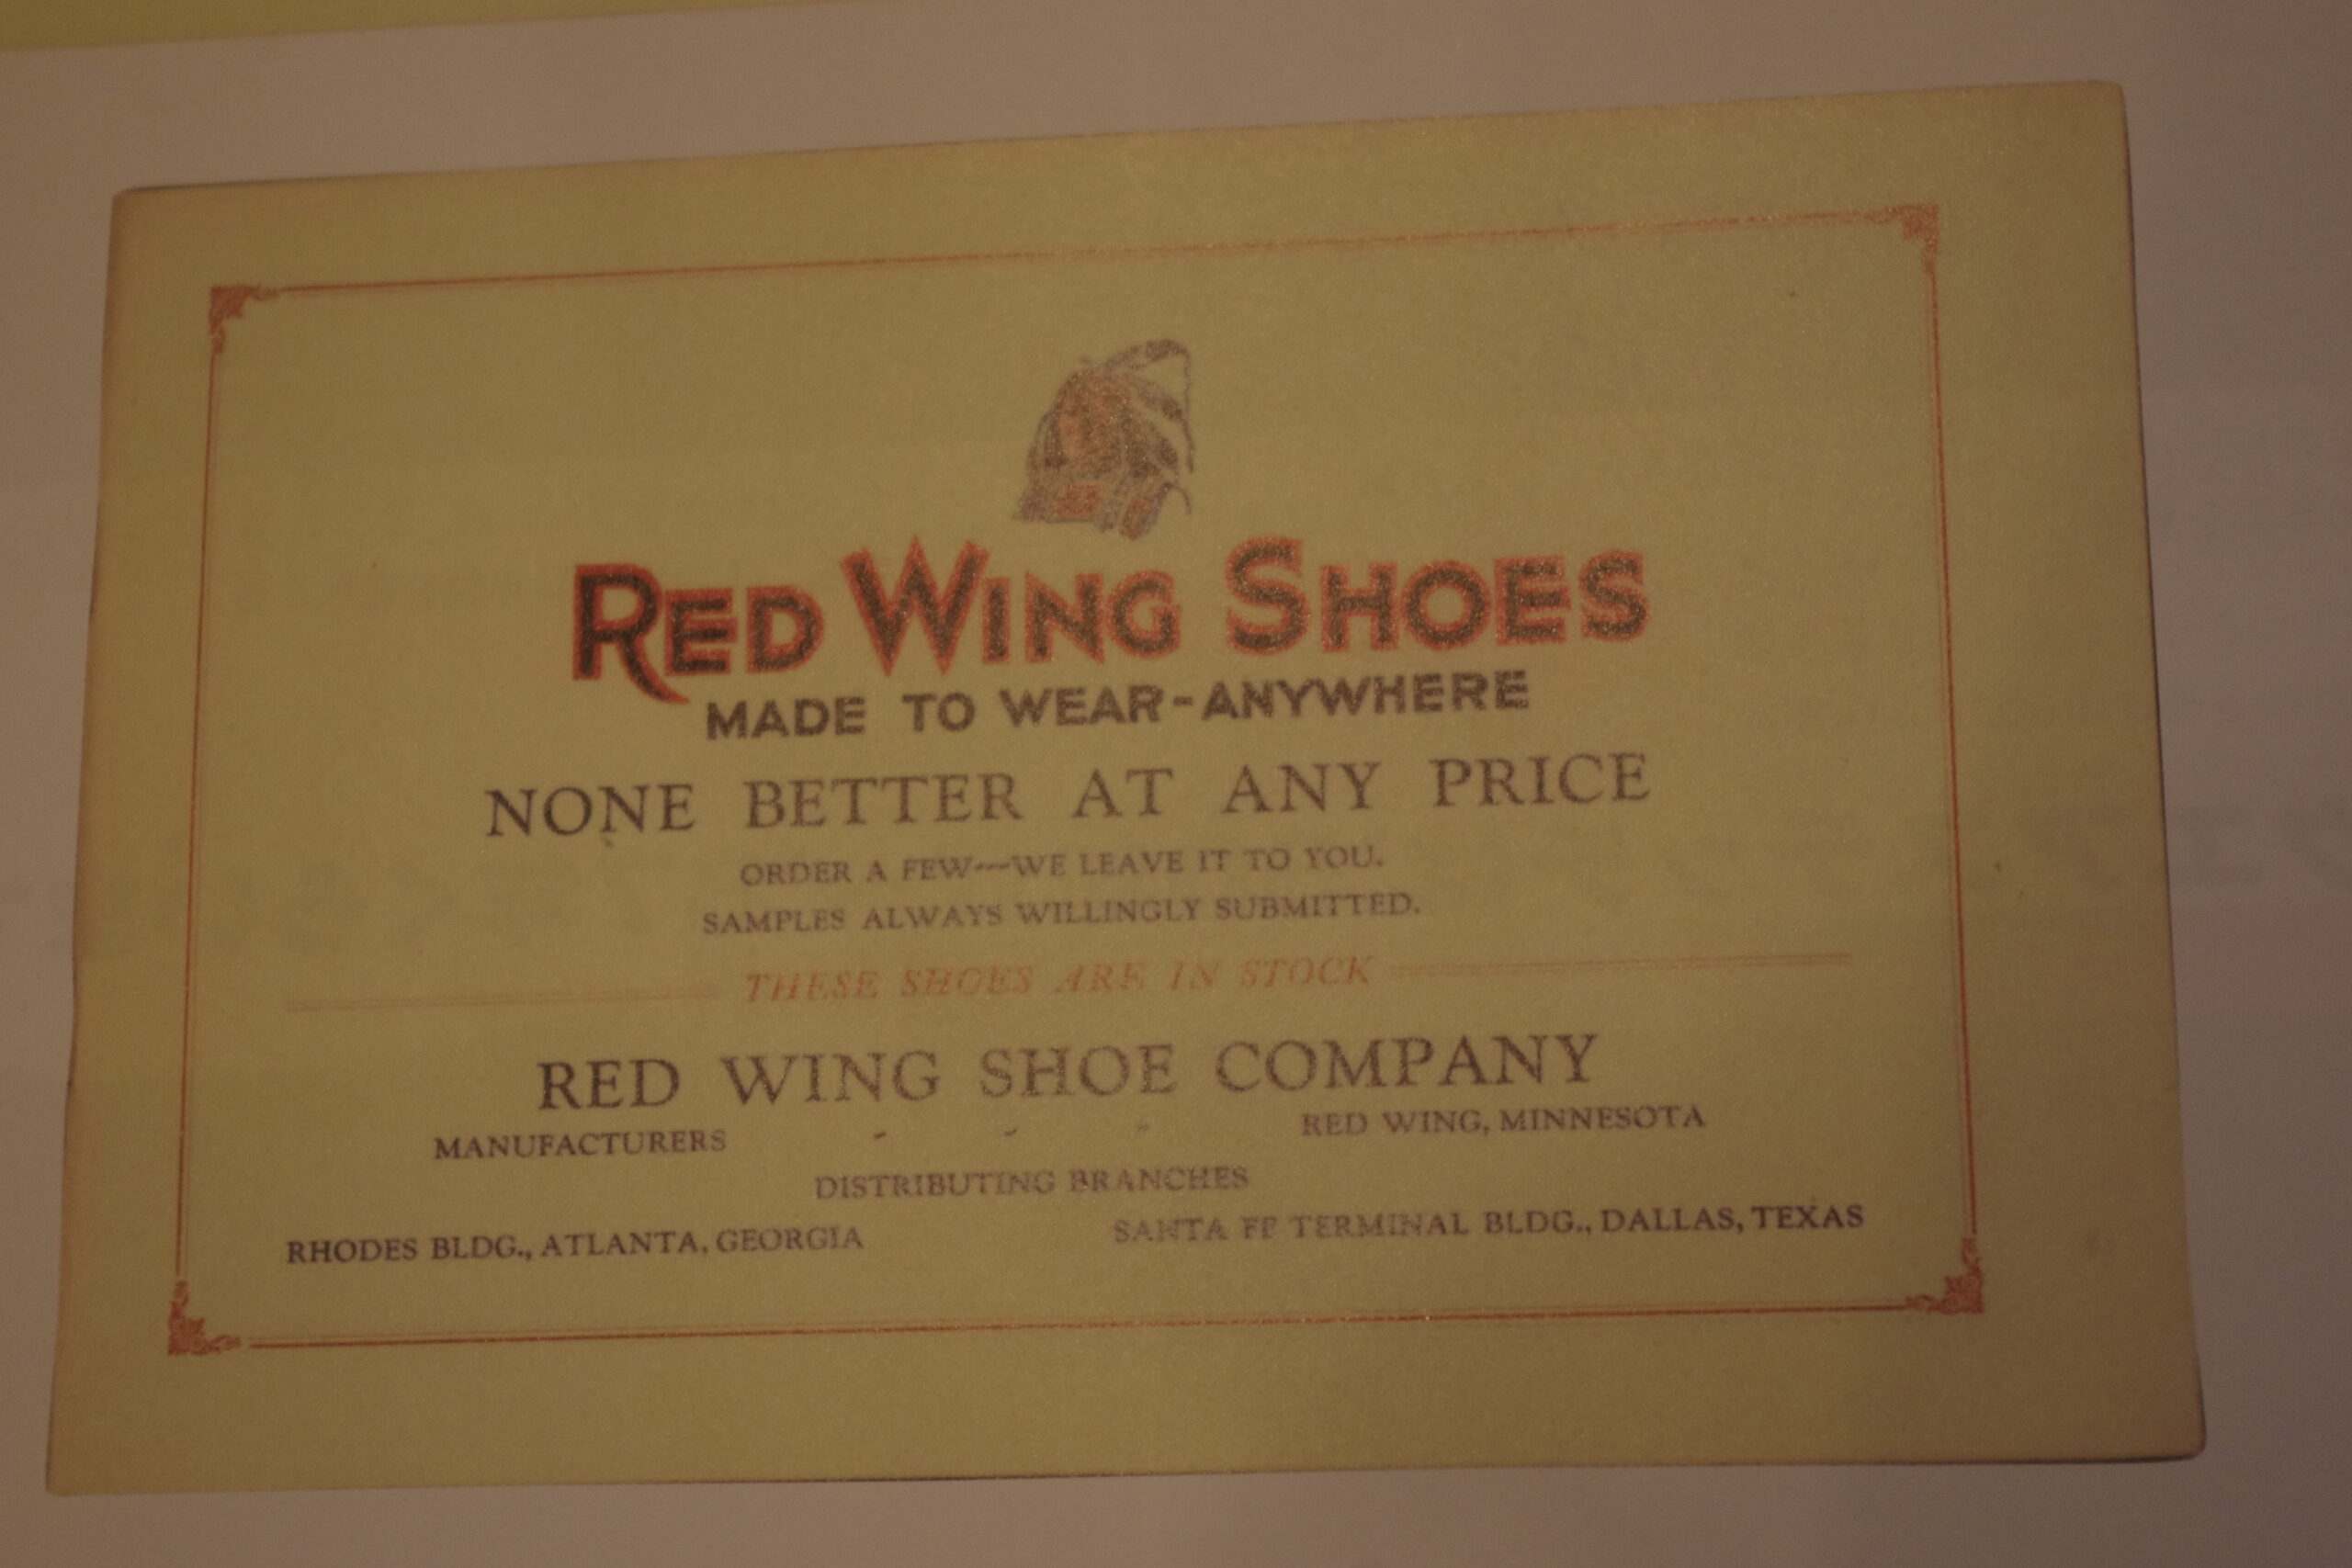 RED WING SHOES
MADE TO WEAR-ANYWHERE
NONE BETTER AT ANY PRICE
ORDER A FEW---WE LEAVE IT TO YOU.
SAMPLES ALWAYS WILLINGLY SUBMITTED.
THESE SHOES ARE IN STOCK
RED WING SHOE COMPANY
MANUFACTURERS - - - RED WING, MINNESOTA
DISTRIBUTING BRANCHES
RHODES BLDG., ATLANTA, GEORGIA SANTA FE TERMINAL BLDG., DALLAS, TEXAS